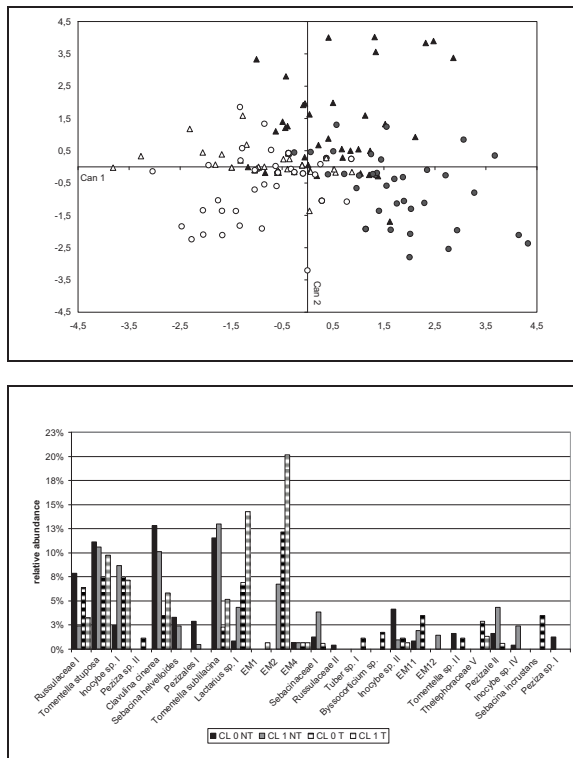 4,5
3,5
2,5
1,5
0,5
-0,5
-1,5
-2,5
-3,5
-4,5
Can 1
Can 2
-4,5 -3,5 -2,5 -1,5 -0,5 0,5 1,5 2,5 3,5 4,5
relative abundance
23%
20%
18%
15%
13%
10%
8%
5%
3%
0%
Russulaceae I
Tomentella stuposa
Inocybe sp. I
Peziza sp. II
Clavulina cinerea
Sebacina helvelloides
Pezizales I
Tomentella sublilacina
Lactarius sp. I
EM1
EM2
EM4
Sebacinaceae I
Russulaceae II
Tuber sp. I
Byssocorticium sp.
Inocybe sp. II
EM11
EM12
Tomentella sp. II
Thelephoraceae V
Pezizale II
Inocybe sp. IV
Sebacina incrustans
Peziza sp. I
CL 0 NT CL 1 NT CL 0 T CL 1 T